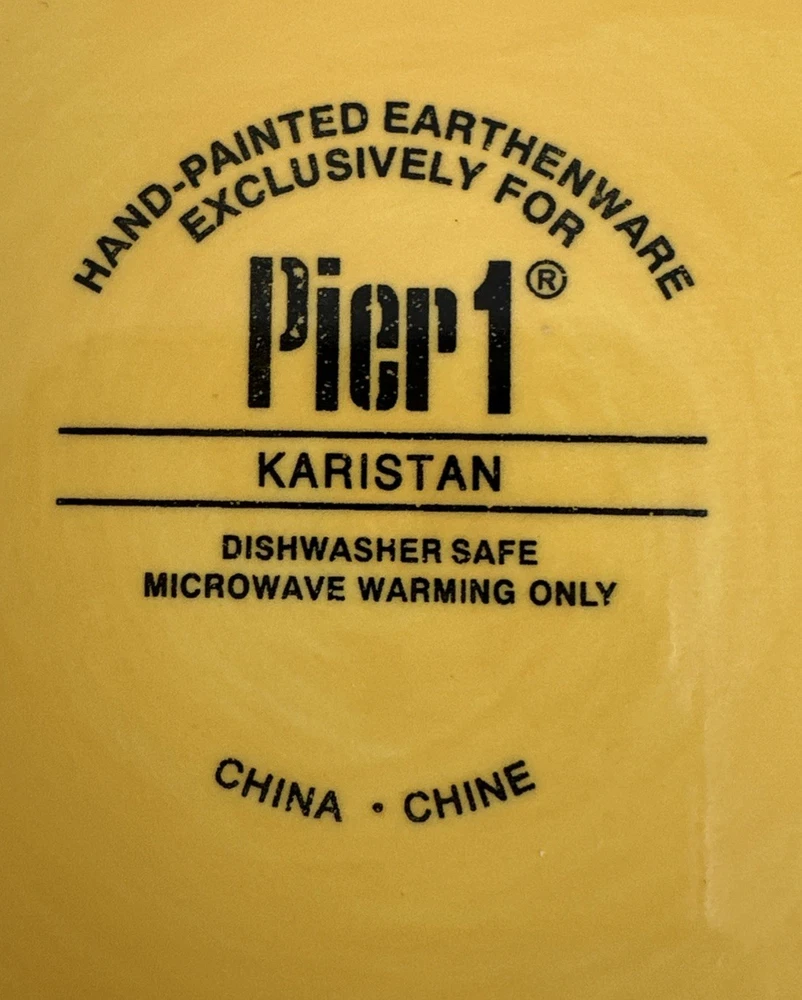 HAND-PAINTED EARTHENWARE
EXCLUSIVELY FOR
Pier 1®
KARISTAN
DISHWASHER SAFE
MICROWAVE WARMING ONLY
CHINA • CHINE